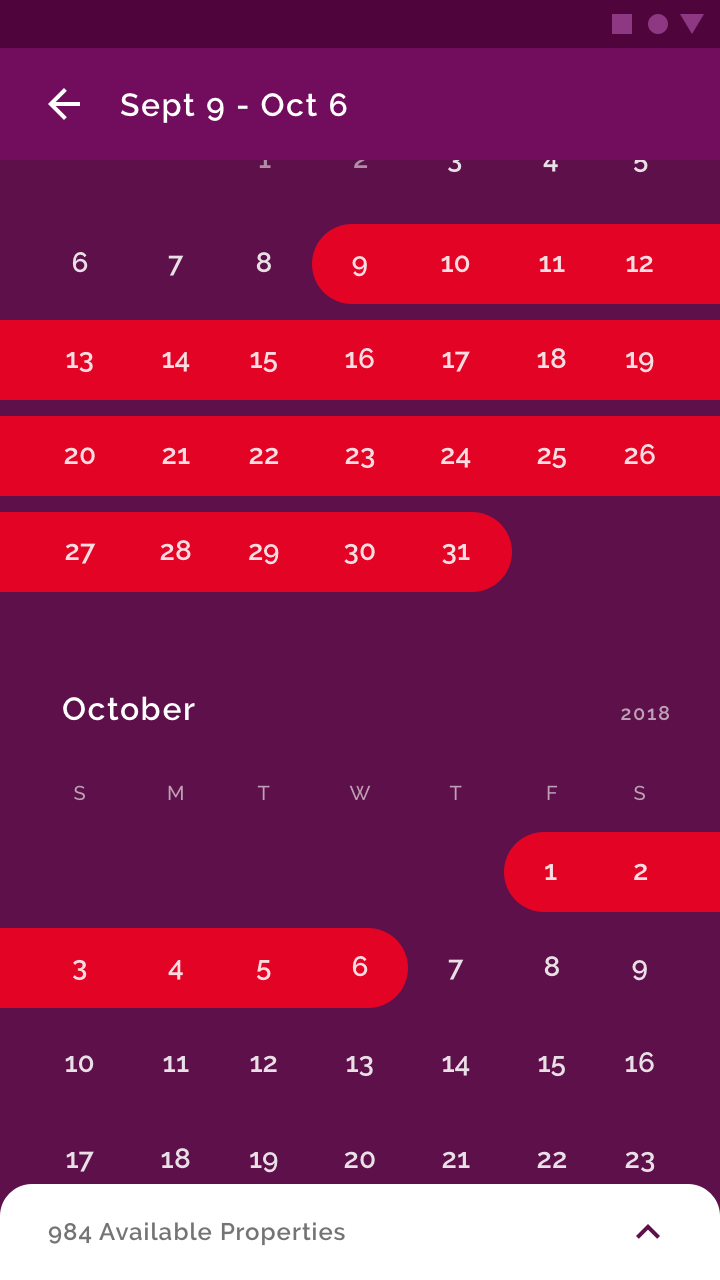 Sept 9 - Oct 6
1 2 3 4 5
6 7 8 9 10 11 12
13 14 15 16 17 18 19
20 21 22 23 24 25 26
27 28 29 30 31
October 2018
S M T W T F S
1 2
3 4 5 6 7 8 9
10 11 12 13 14 15 16
17 18 19 20 21 22 23
984 Available Properties